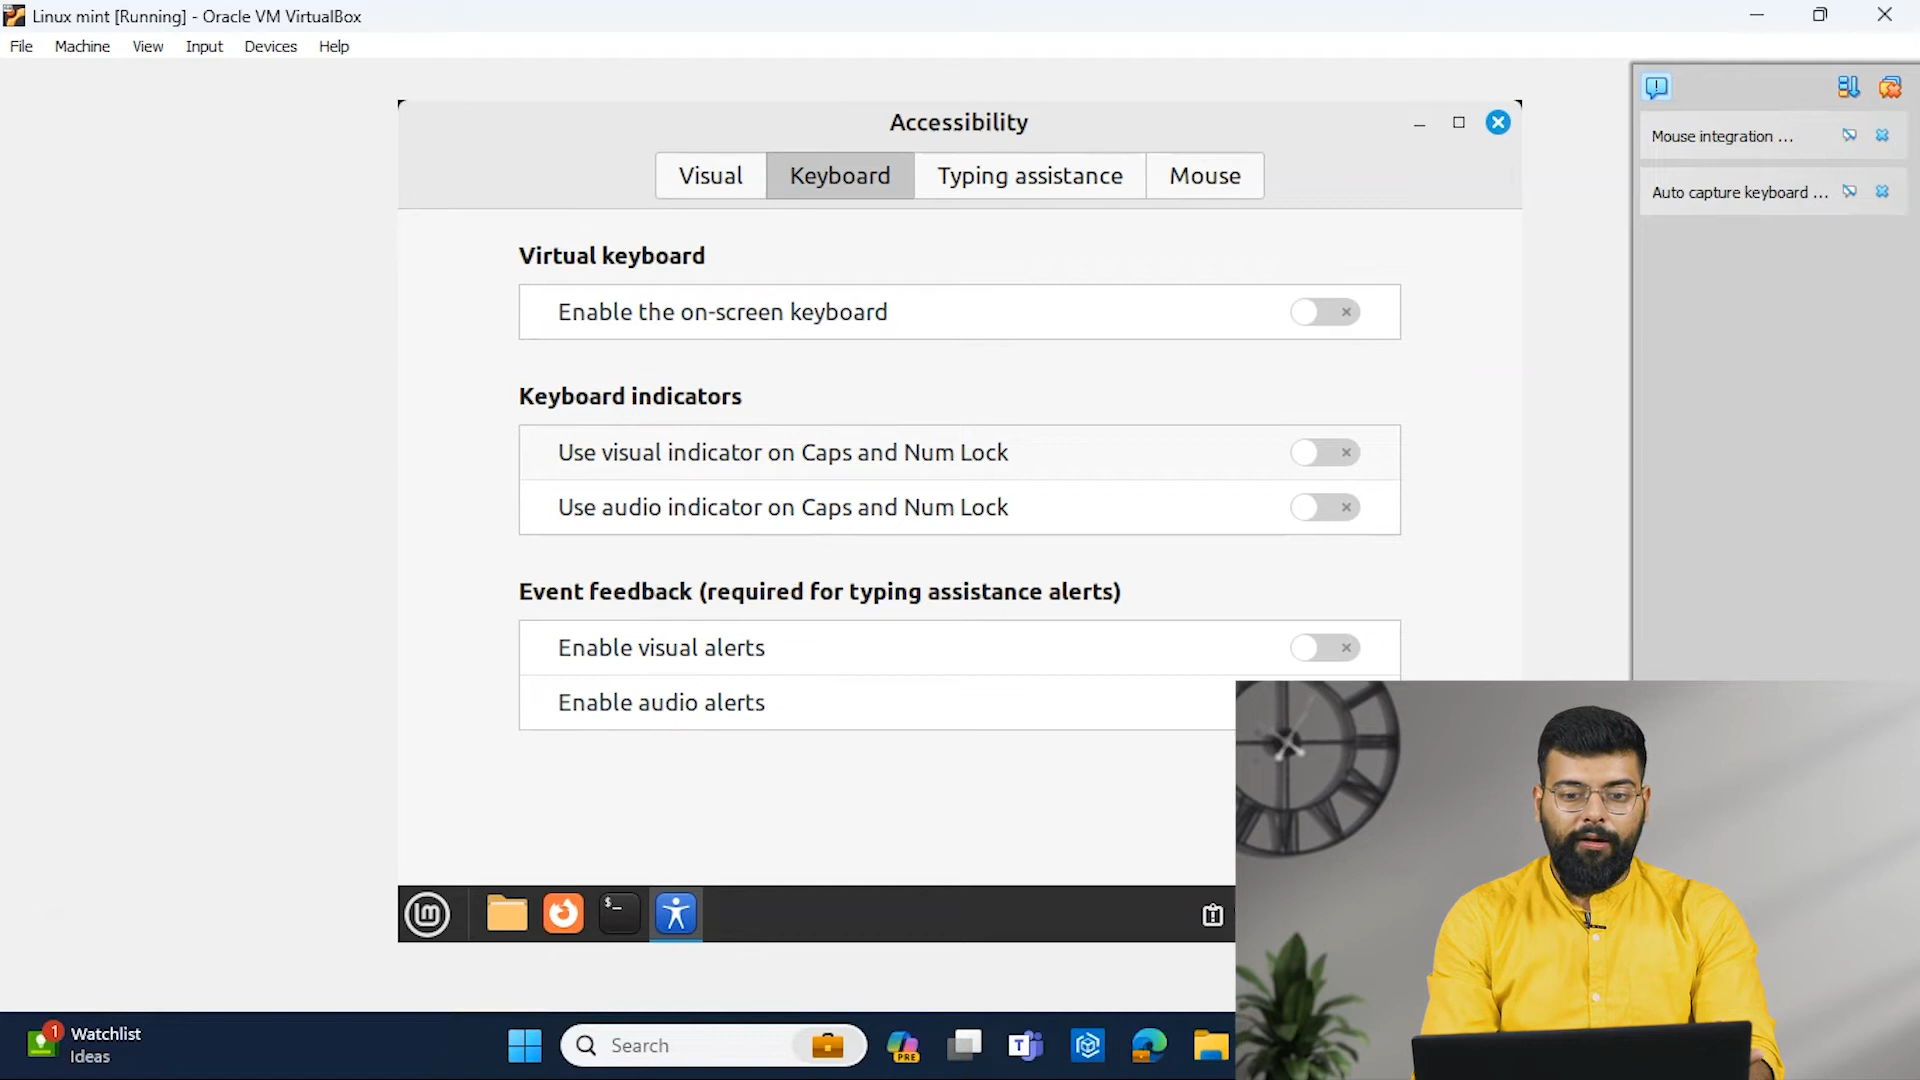 Linux mint [Running] - Oracle VM VirtualBox
File Machine View Input Devices Help
Accessibility
Visual Keyboard Typing assistance Mouse
Mouse integration ...
Auto capture keyboard ...
Virtual keyboard
Enable the on-screen keyboard
Keyboard indicators
Use visual indicator on Caps and Num Lock
Use audio indicator on Caps and Num Lock
Event feedback (required for typing assistance alerts)
Enable visual alerts
Enable audio alerts
$_
lm
1
Watchlist
Ideas
Search
PRE
T